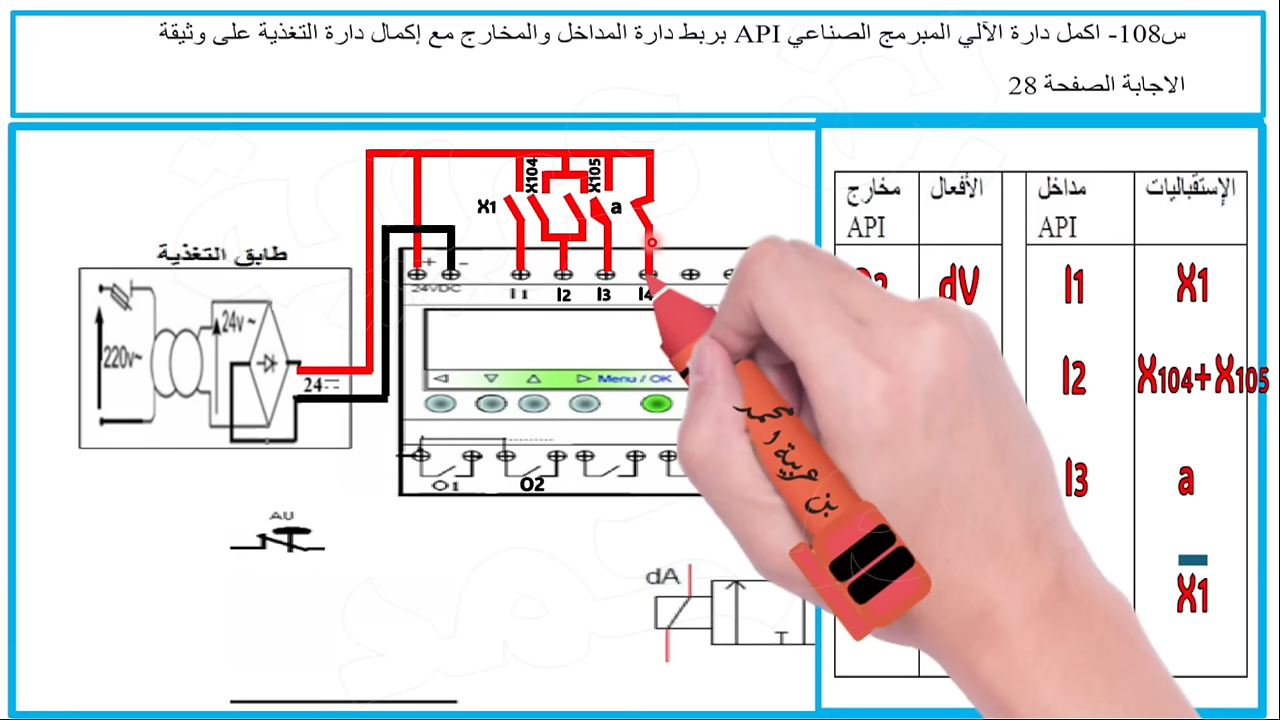 س108- اكمل دارة الآلي المبرمج الصناعي API بربط دارة المداخل والمخارج مع إكمال دارة التغذية على وثيقة
الاجابة الصفحة 28
X104
X105
X1
a
طابق التغذية
+ -
24VDC
I1 I2 I3 I4
24v~
220v~
24
Menu / OK
O1 O2
AU
dA
T
الإستقباليات
مداخل
API
الأفعال
مخارج
API
X1
I1
dV
X104+X105
I2
a
I3
X1